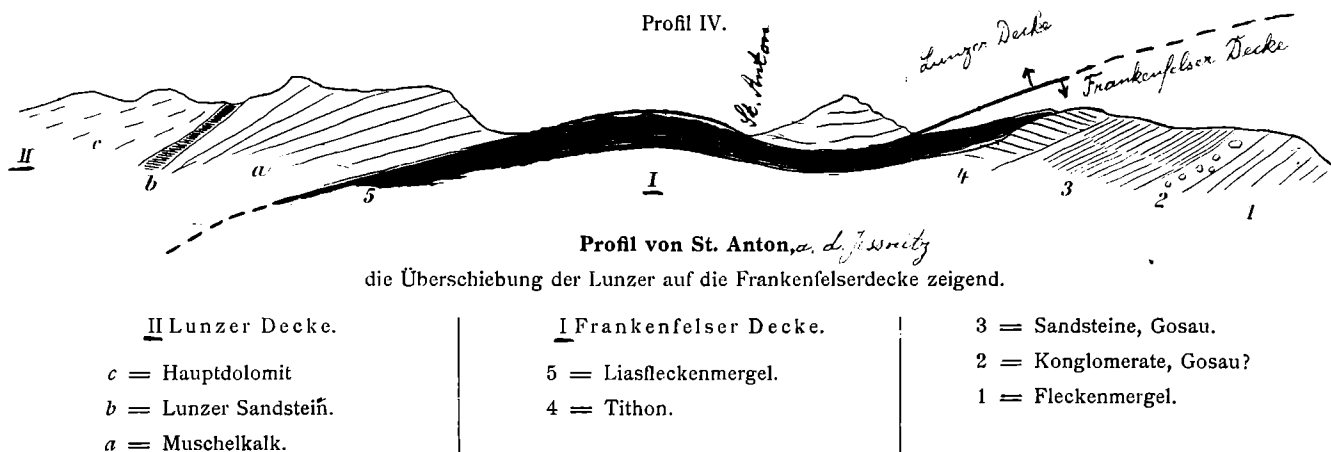 Profil IV.
Lunzer Decke
Frankenfelser Decke
St. Anton
II
c
b
a
5
I
4
3
2
1
Profil von St. Anton, a. d. Jessnitz
die Überschiebung der Lunzer auf die Frankenfelserdecke zeigend.
II Lunzer Decke.
c = Hauptdolomit
b = Lunzer Sandstein.
a = Muschelkalk.
I Frankenfelser Decke.
5 = Liasfleckenmergel.
4 = Tithon.
3 = Sandsteine, Gosau.
2 = Konglomerate, Gosau?
1 = Fleckenmergel.